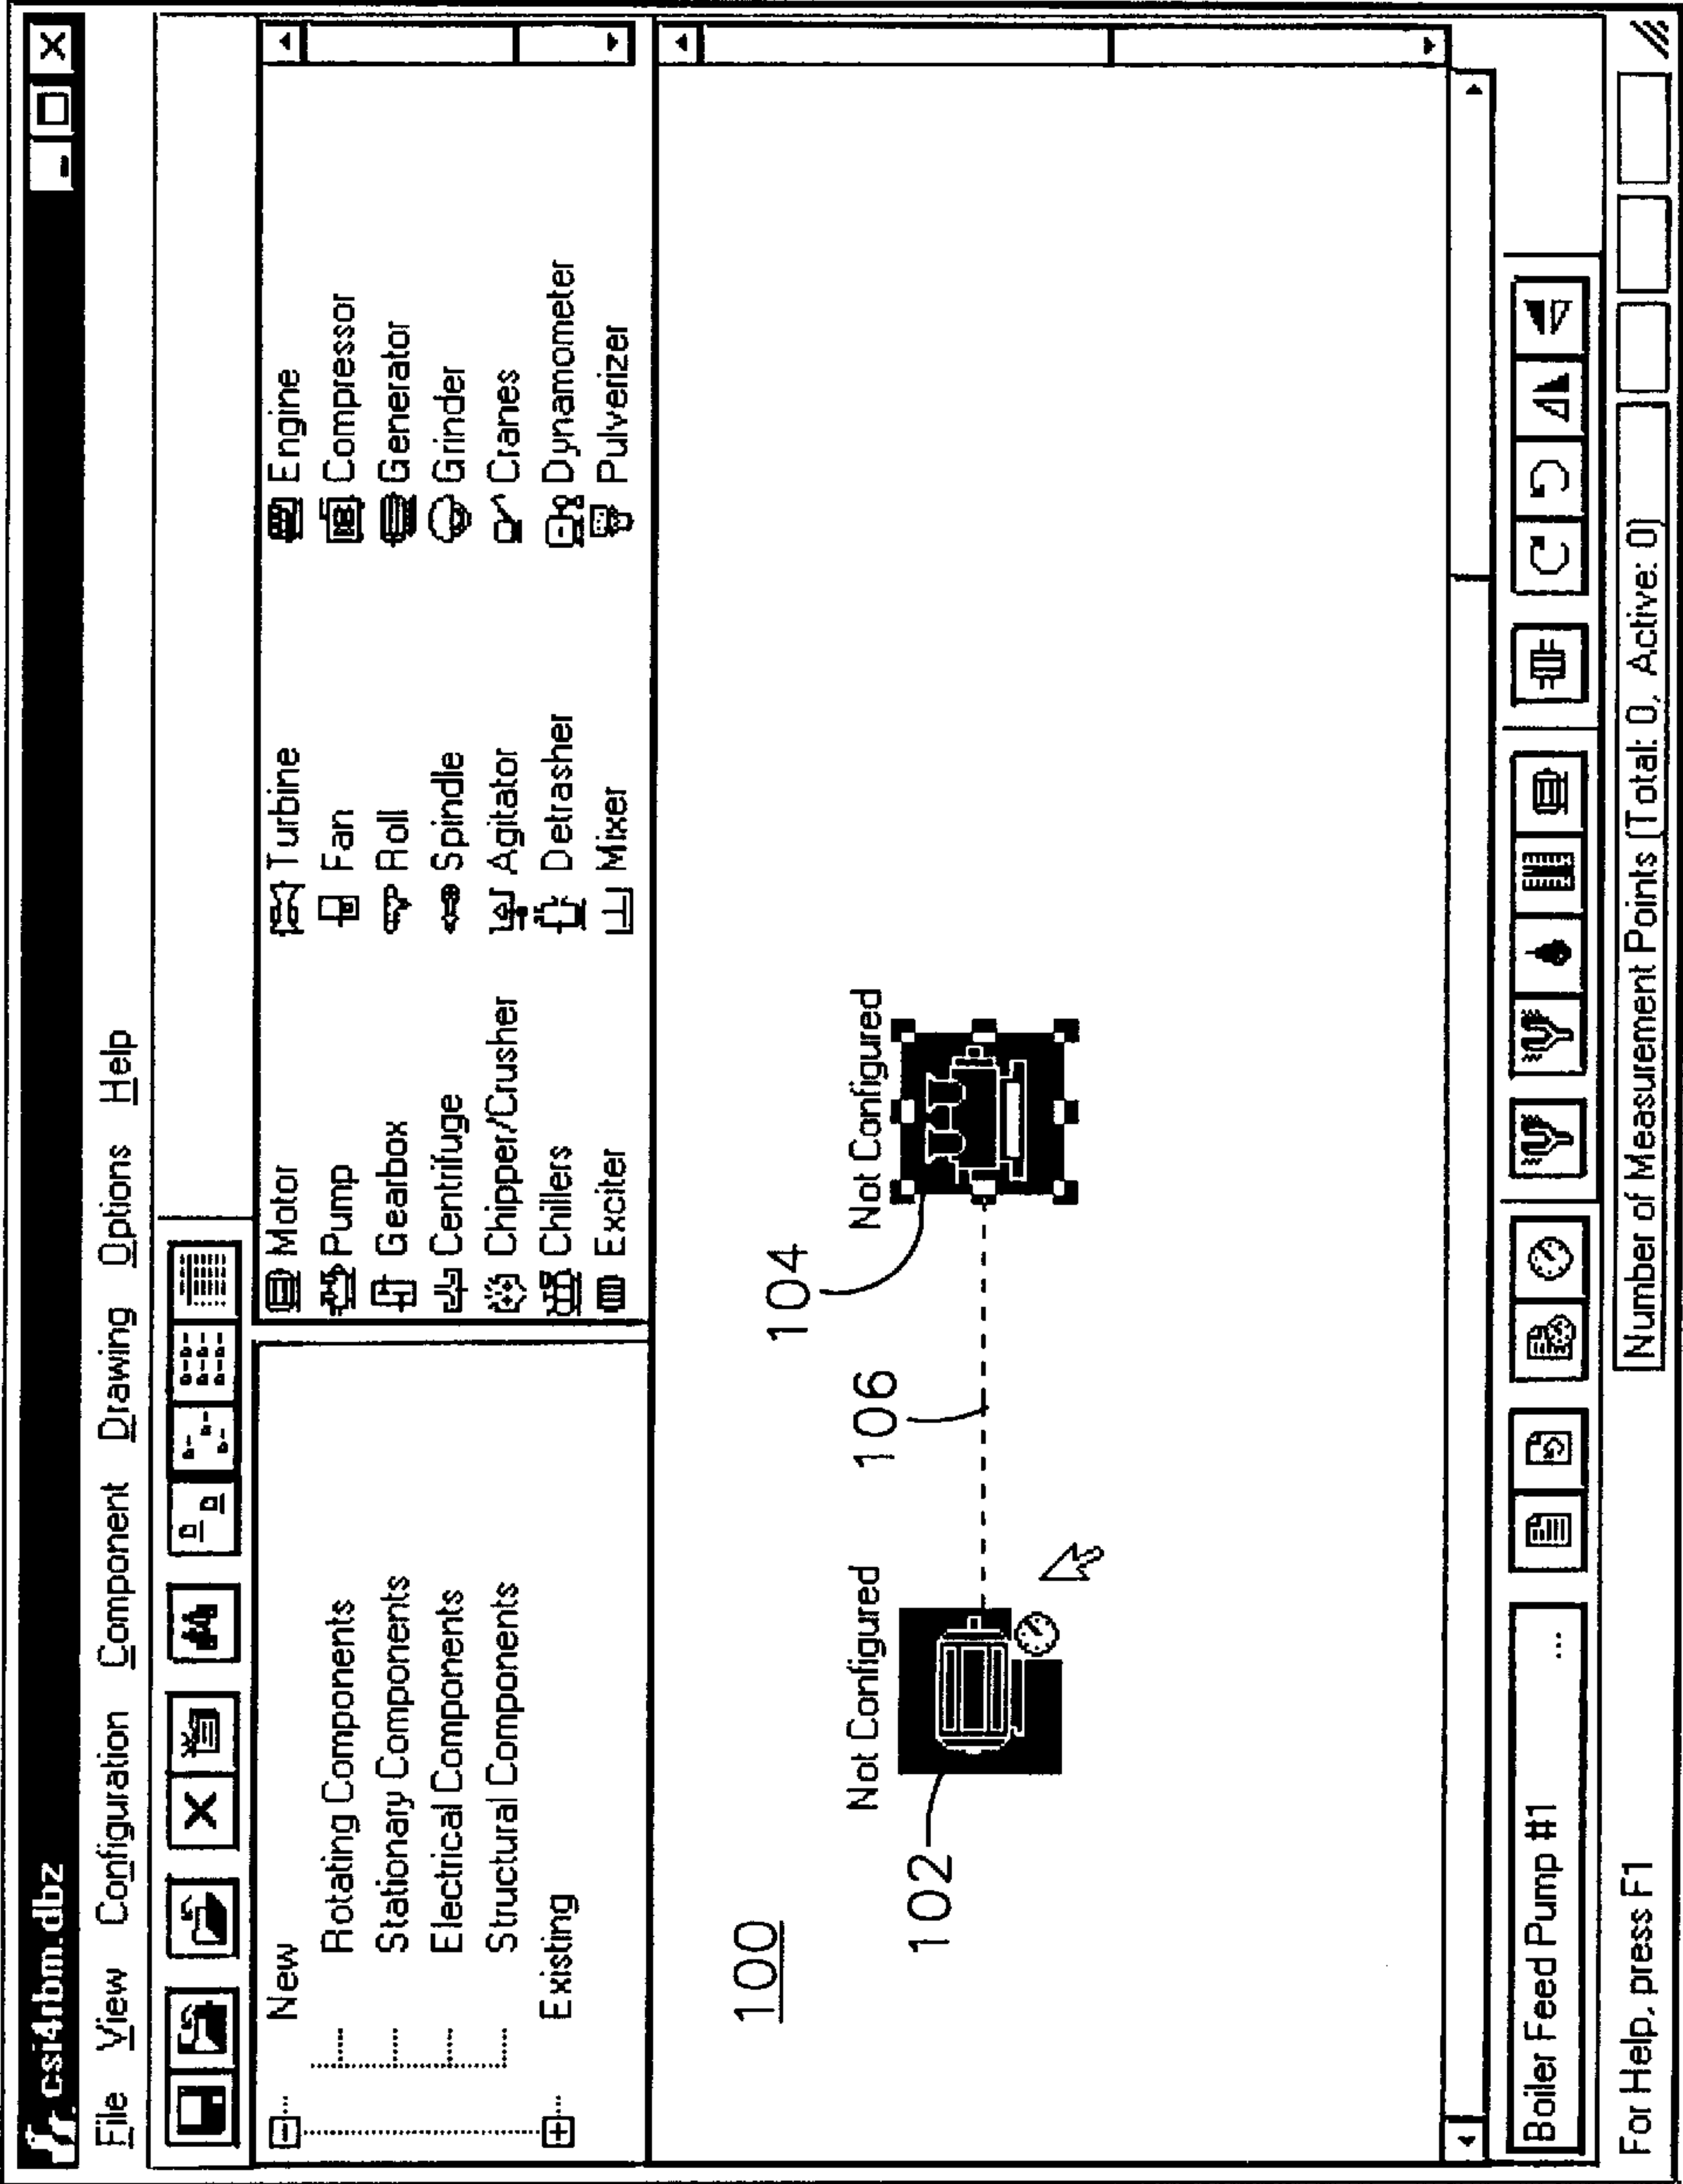 csi4rbm.dbz
File View Configuration Component Drawing Options Help
New
Rotating Components
Stationary Components
Electrical Components
Structural Components
Existing
Motor Turbine Engine
Pump Fan Compressor
Gearbox Roll Generator
Centrifuge Spindle Grinder
Chipper/Crusher Agitator Cranes
Chillers Detrasher Dynamometer
Exciter Mixer Pulverizer
100
104
106
Not Configured Not Configured
102
Boiler Feed Pump #1 ...
For Help, press F1 Number of Measurement Points (Total: 0, Active: 0)